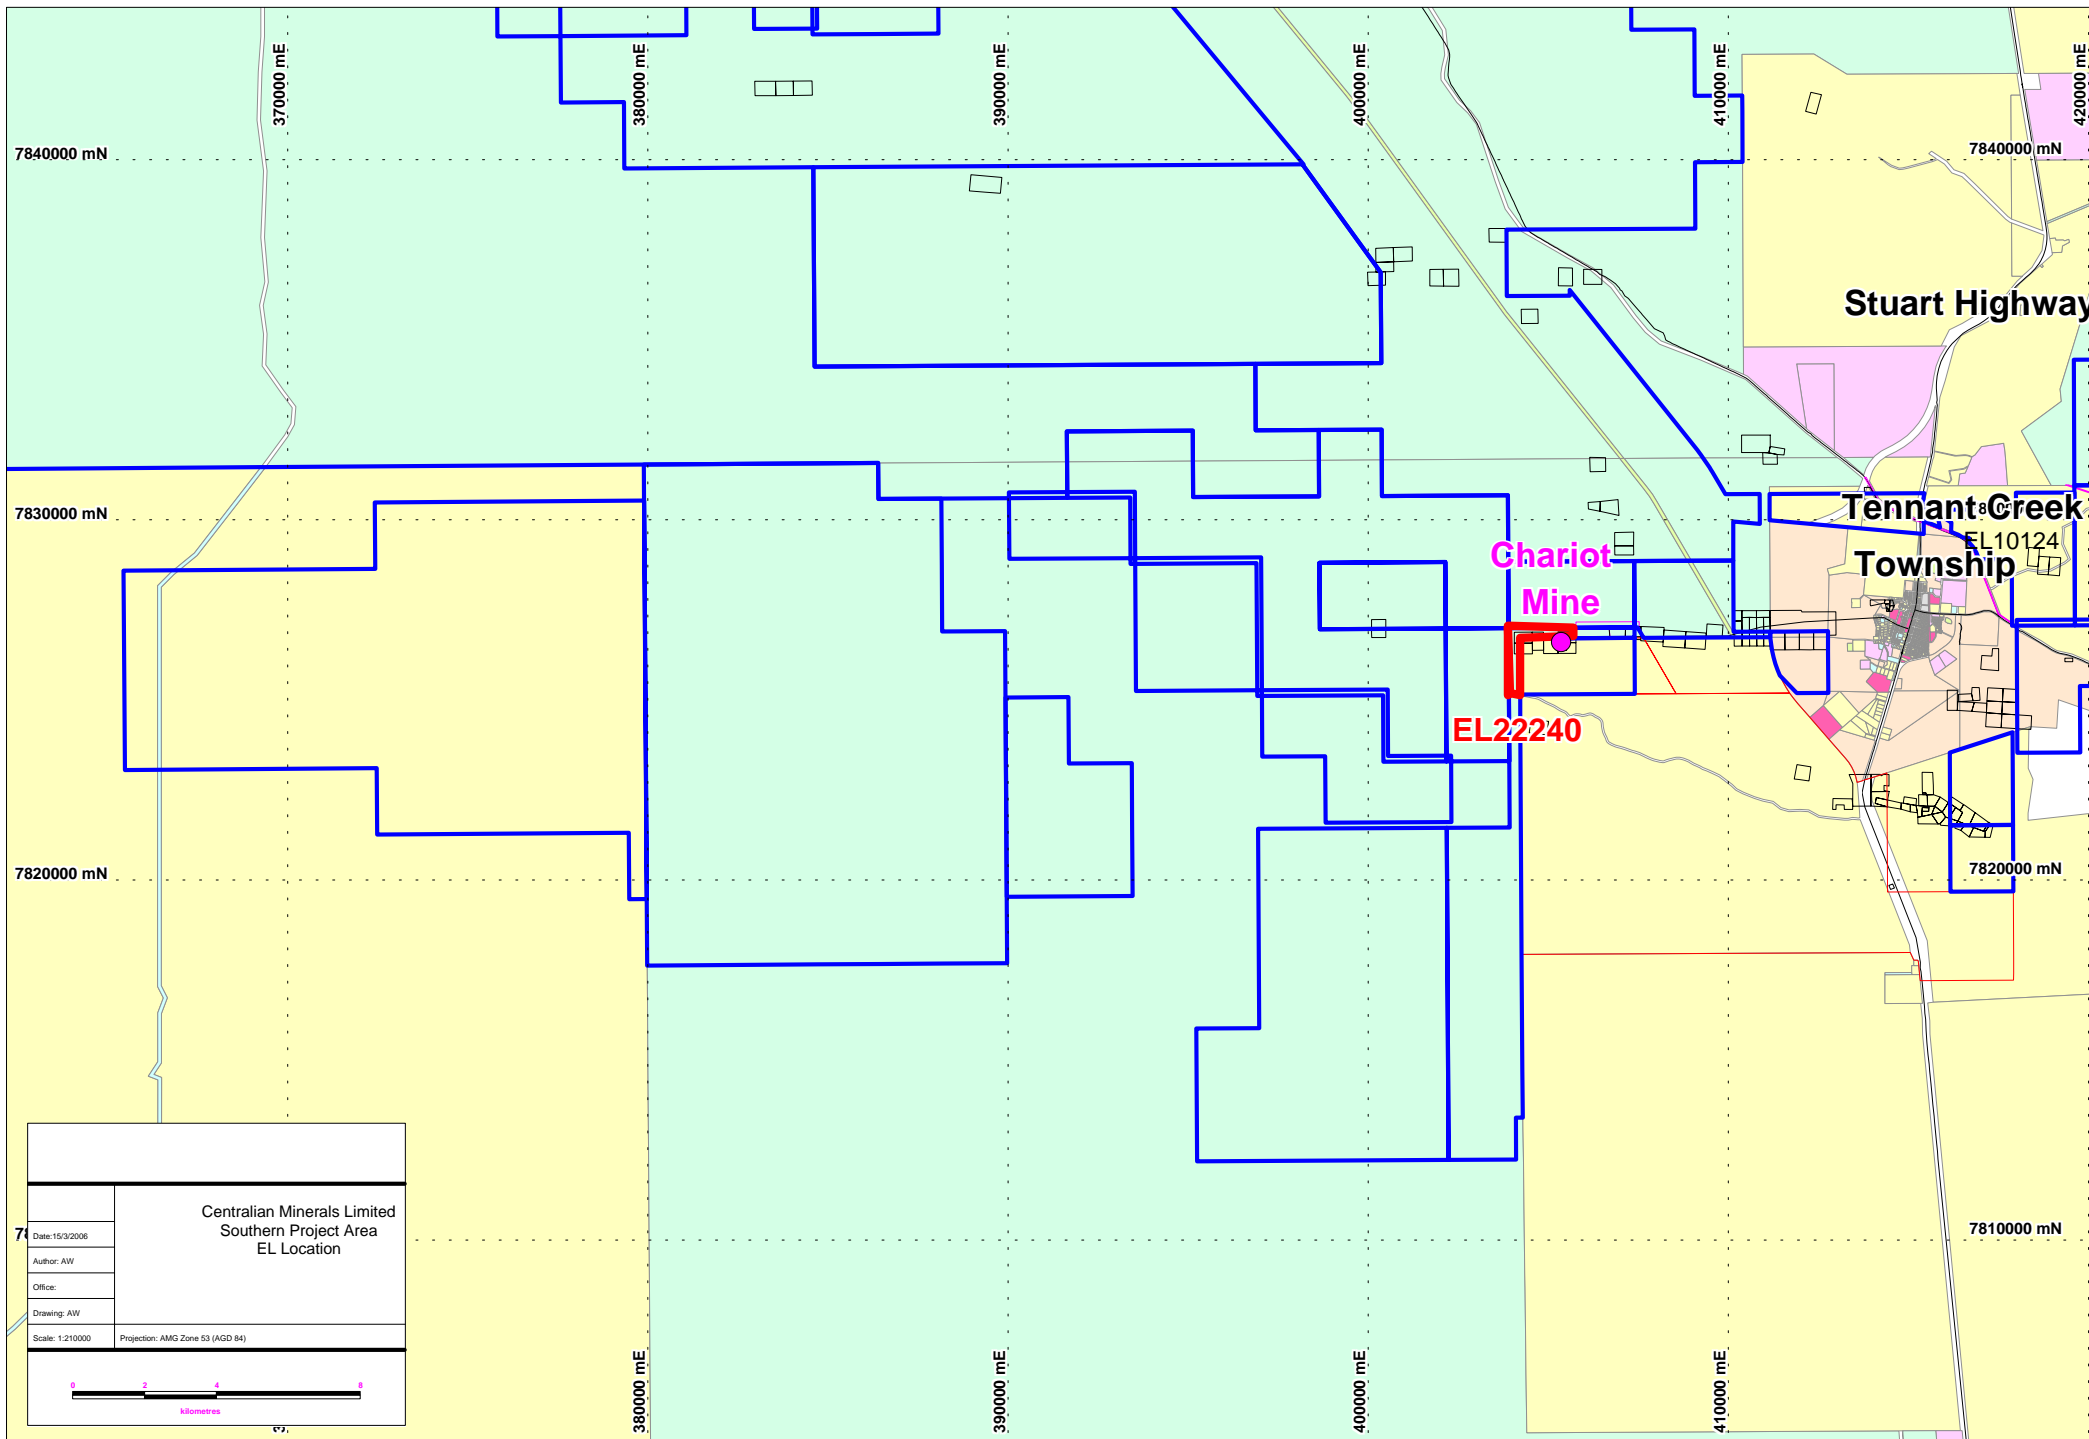 370000 mE
380000 mE
390000 mE
400000 mE
410000 mE
420000 mE
7840000 mN
7840000 mN
Stuart Highway
7830000 mN
Tennant Creek
EL10124
Township
Chariot
Mine
EL22240
7820000 mN
7820000 mN
7810000 mN
Centralian Minerals Limited
Southern Project Area
EL Location
Date:15/3/2006
Author: AW
Office:
Drawing: AW
Scale: 1:210000
Projection: AMG Zone 53 (AGD 84)
0 2 4 8
kilometres
380000 mE
390000 mE
400000 mE
410000 mE